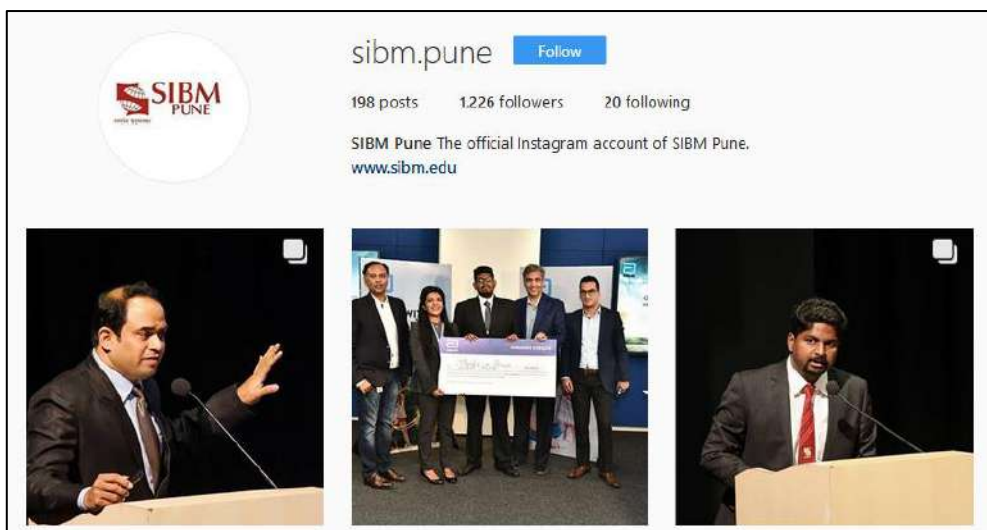 SIBM
PUNE
sibm.pune Follow
198 posts 1,226 followers 20 following
SIBM Pune The official Instagram account of SIBM Pune.
www.sibm.edu